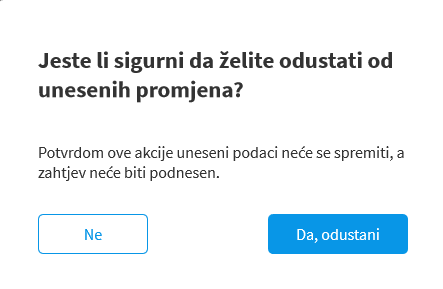 Jeste li sigurni da želite odustati od
unesenih promjena?
Potvrdom ove akcije uneseni podaci neće se spremiti, a
zahtjev neće biti podnesen.
Ne
Da, odustani